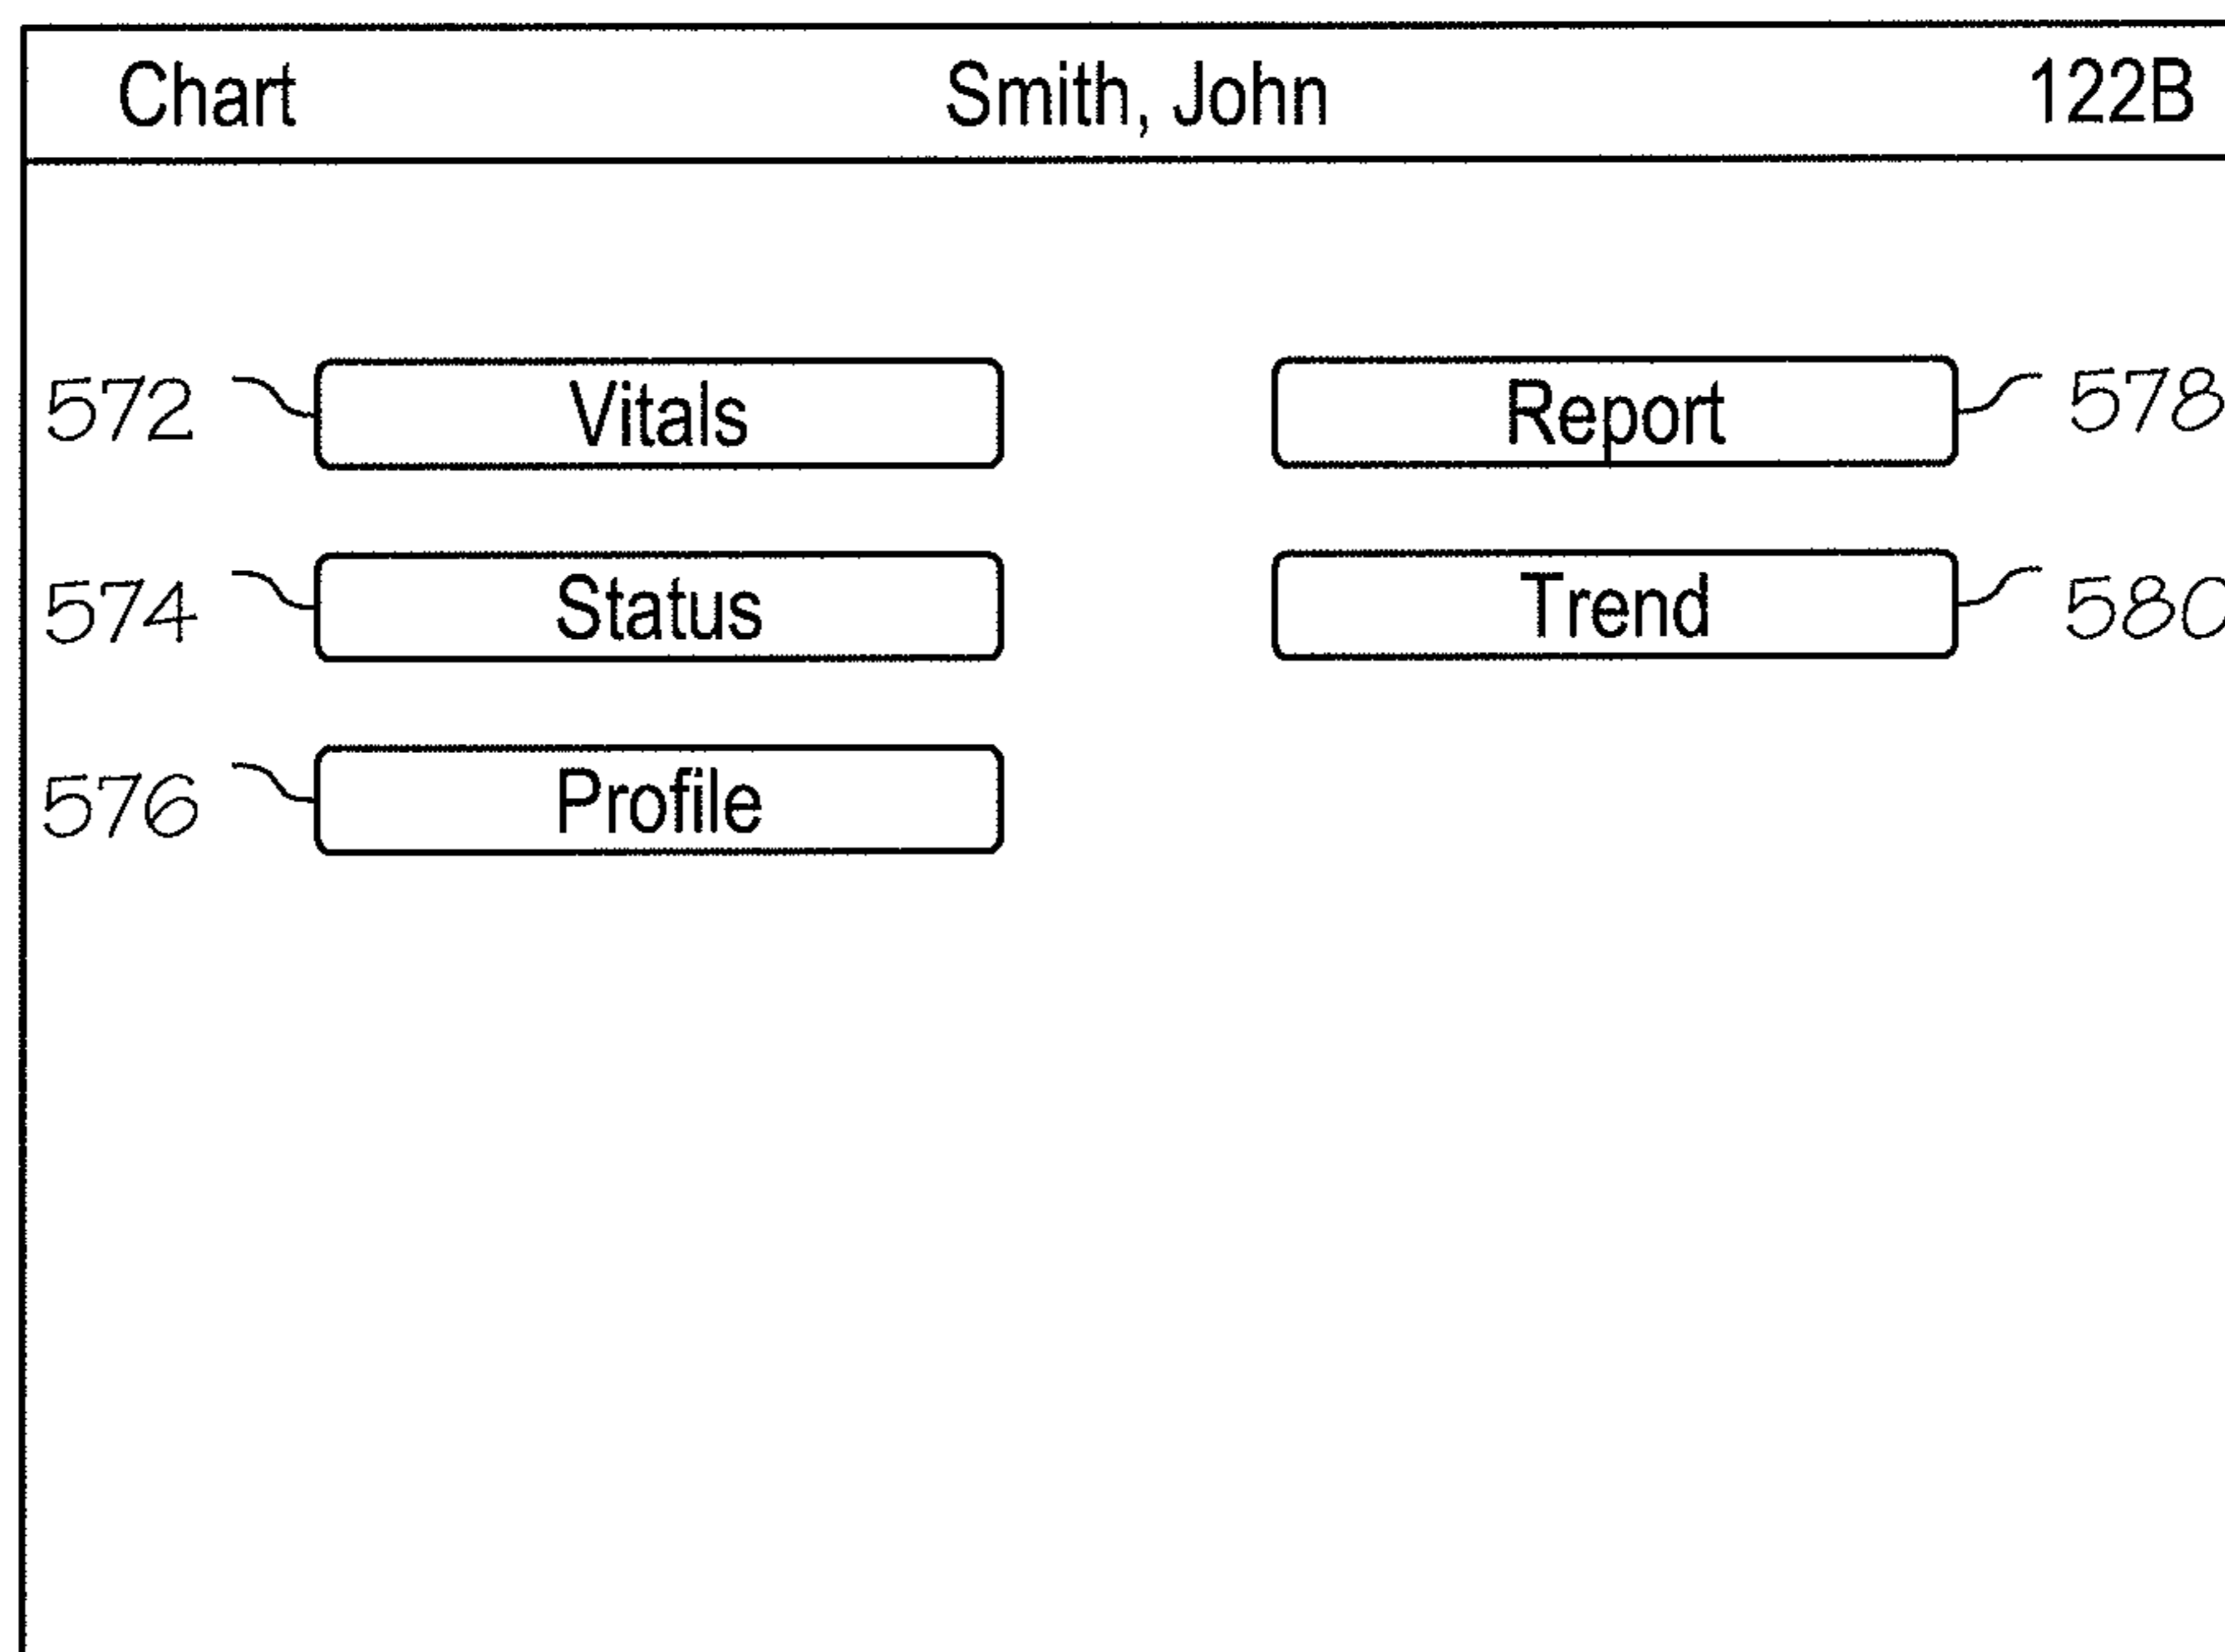 Chart Smith, John 122B
572 Vitals Report 578
574 Status Trend 580
576 Profile